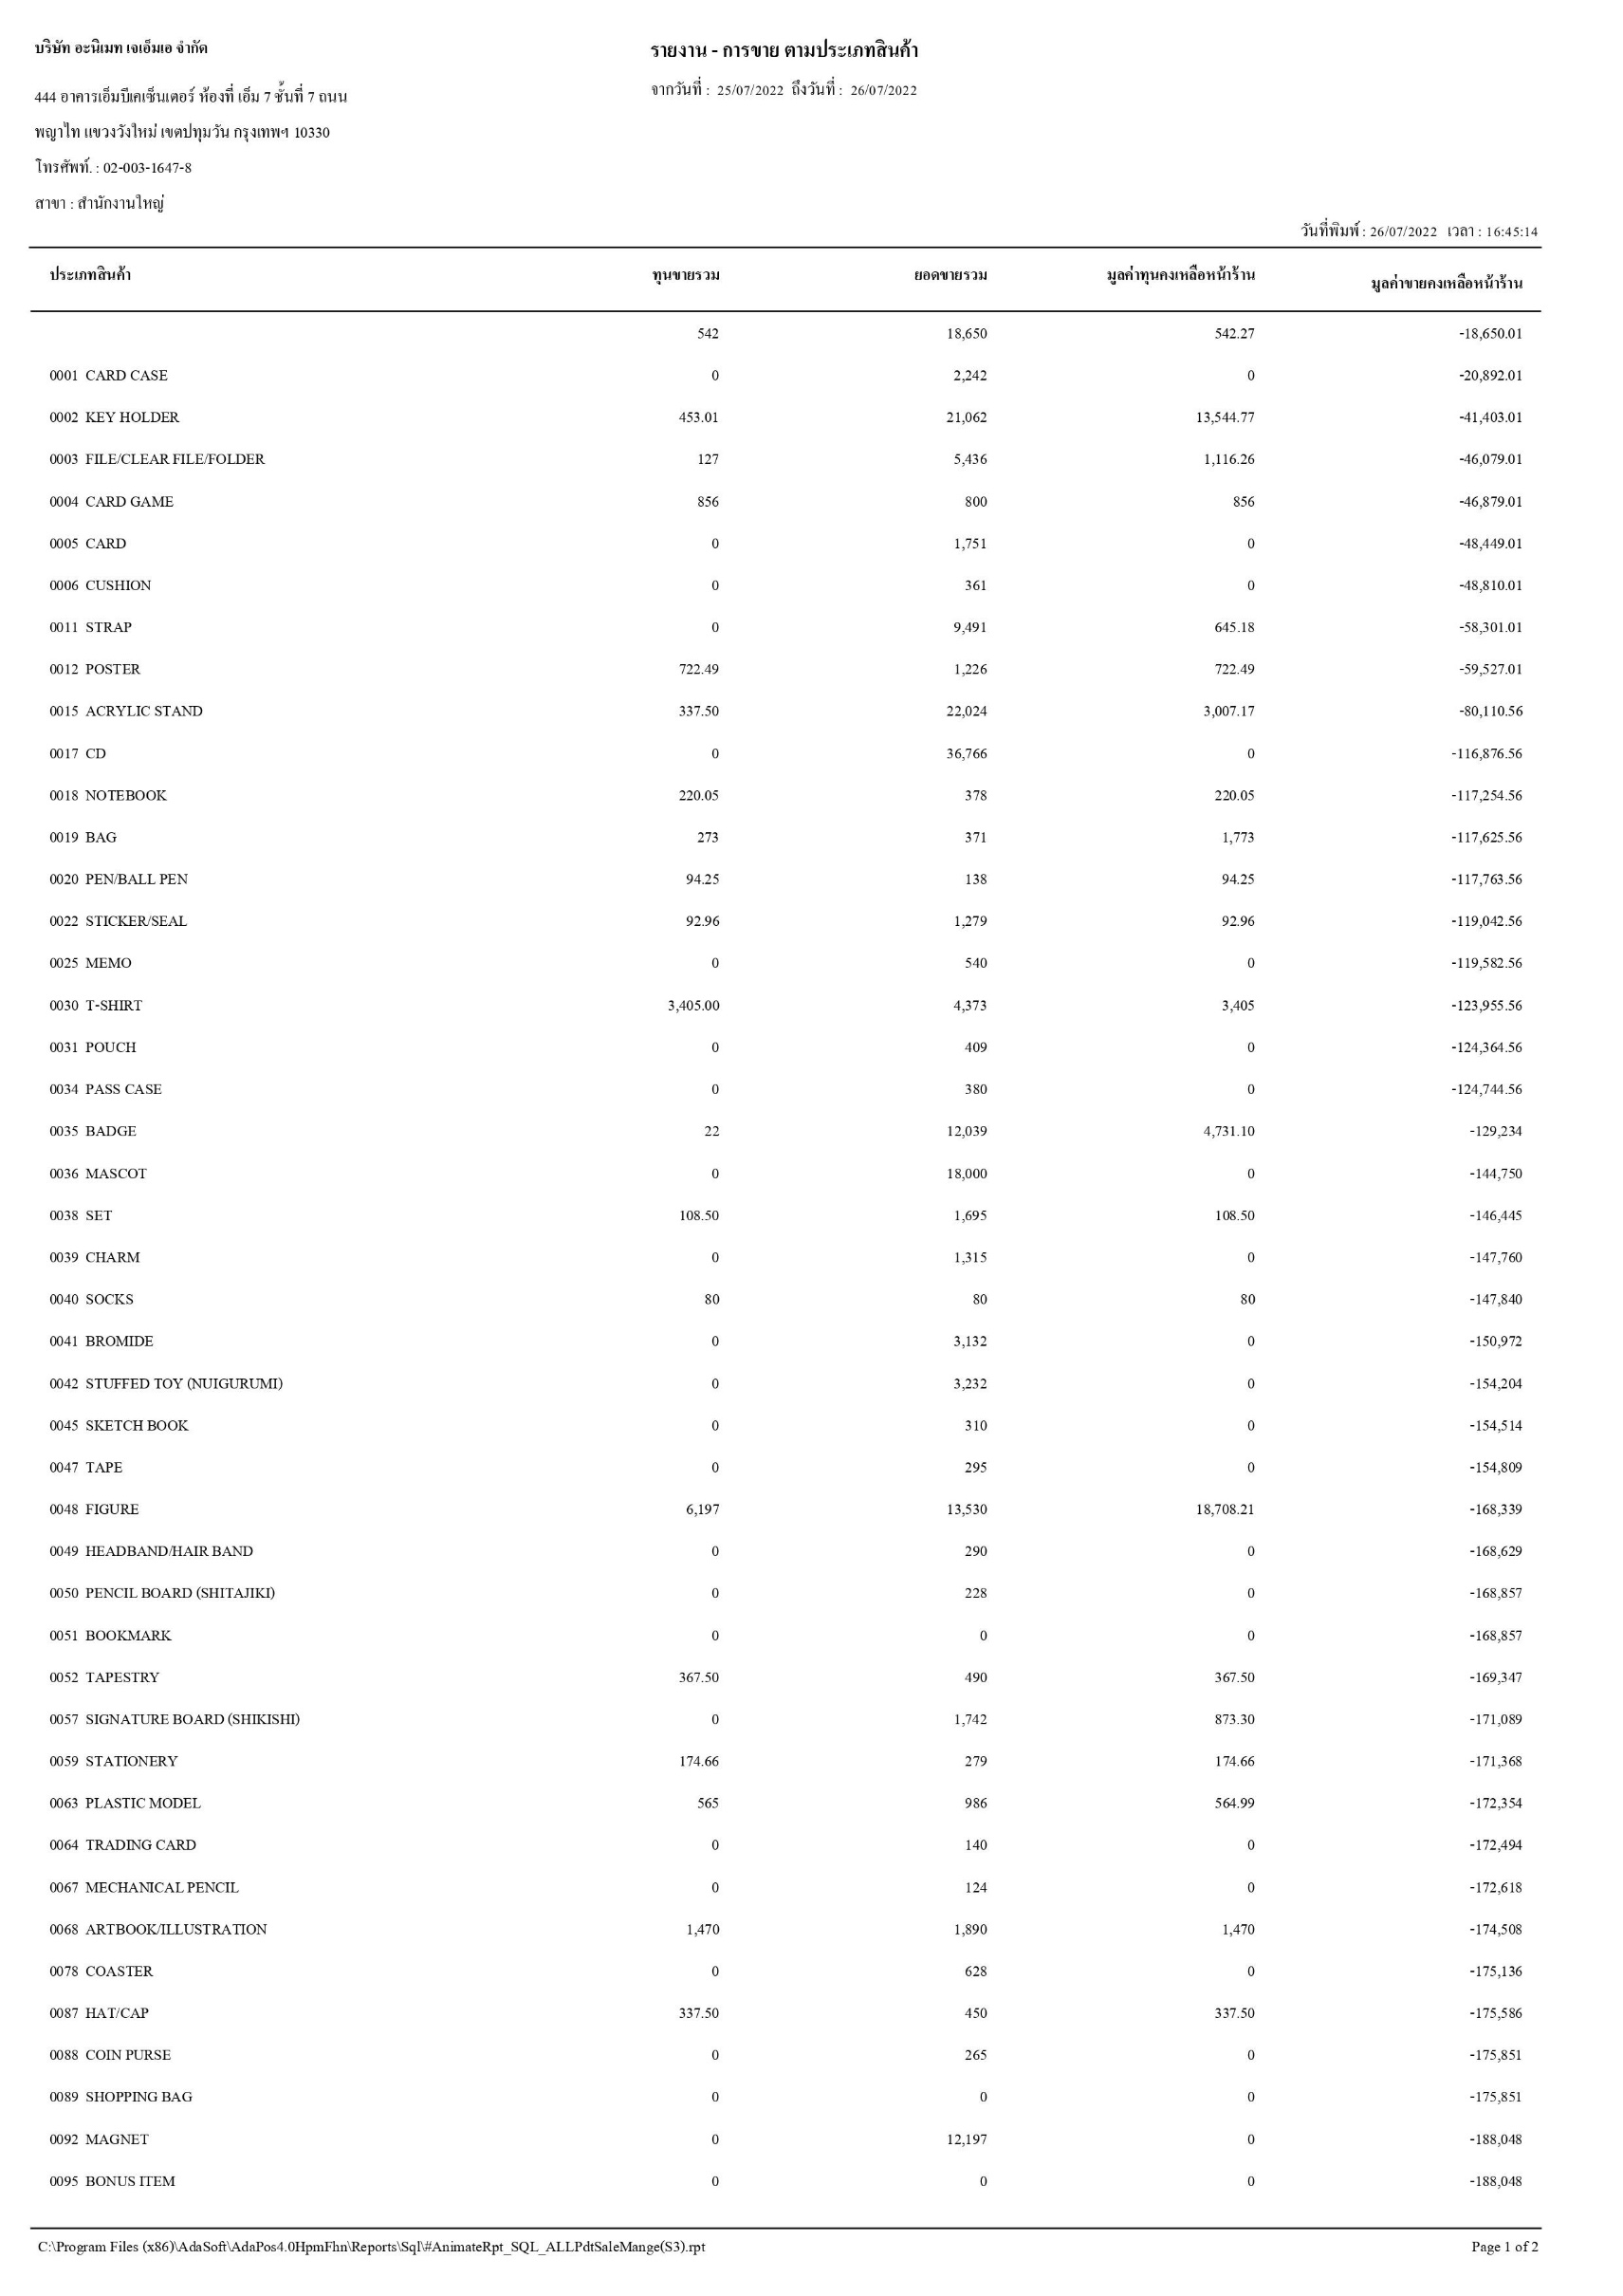 บริษัท อะนิเมท เจเอ็มเอ จำกัด
รายงาน - การขาย ตามประเภทสินค้า
444 อาคารเอ็มบีเคเซ็นเตอร์ ห้องที่ เอ็ม 7 ชั้นที่ 7 ถนน
จากวันที่ : 25/07/2022 ถึงวันที่ : 26/07/2022
พญาไท แขวงวังใหม่ เขตปทุมวัน กรุงเทพฯ 10330
โทรศัพท์. : 02-003-1647-8
สาขา : สำนักงานใหญ่
วันที่พิมพ์ : 26/07/2022 เวลา : 16:45:14
ประเภทสินค้า ทุนขายรวม ยอดขายรวม มูลค่าทุนคงเหลือหน้าร้าน มูลค่าขายคงเหลือหน้าร้าน
542 18,650 542.27 -18,650.01
0001 CARD CASE 0 2,242 0 -20,892.01
0002 KEY HOLDER 453.01 21,062 13,544.77 -41,403.01
0003 FILE/CLEAR FILE/FOLDER 127 5,436 1,116.26 -46,079.01
0004 CARD GAME 856 800 856 -46,879.01
0005 CARD 0 1,751 0 -48,449.01
0006 CUSHION 0 361 0 -48,810.01
0011 STRAP 0 9,491 645.18 -58,301.01
0012 POSTER 722.49 1,226 722.49 -59,527.01
0015 ACRYLIC STAND 337.50 22,024 3,007.17 -80,110.56
0017 CD 0 36,766 0 -116,876.56
0018 NOTEBOOK 220.05 378 220.05 -117,254.56
0019 BAG 273 371 1,773 -117,625.56
0020 PEN/BALL PEN 94.25 138 94.25 -117,763.56
0022 STICKER/SEAL 92.96 1,279 92.96 -119,042.56
0025 MEMO 0 540 0 -119,582.56
0030 T-SHIRT 3,405.00 4,373 3,405 -123,955.56
0031 POUCH 0 409 0 -124,364.56
0034 PASS CASE 0 380 0 -124,744.56
0035 BADGE 22 12,039 4,731.10 -129,234
0036 MASCOT 0 18,000 0 -144,750
0038 SET 108.50 1,695 108.50 -146,445
0039 CHARM 0 1,315 0 -147,760
0040 SOCKS 80 80 80 -147,840
0041 BROMIDE 0 3,132 0 -150,972
0042 STUFFED TOY (NUIGURUMI) 0 3,232 0 -154,204
0045 SKETCH BOOK 0 310 0 -154,514
0047 TAPE 0 295 0 -154,809
0048 FIGURE 6,197 13,530 18,708.21 -168,339
0049 HEADBAND/HAIR BAND 0 290 0 -168,629
0050 PENCIL BOARD (SHITAJIKI) 0 228 0 -168,857
0051 BOOKMARK 0 0 0 -168,857
0052 TAPESTRY 367.50 490 367.50 -169,347
0057 SIGNATURE BOARD (SHIKISHI) 0 1,742 873.30 -171,089
0059 STATIONERY 174.66 279 174.66 -171,368
0063 PLASTIC MODEL 565 986 564.99 -172,354
0064 TRADING CARD 0 140 0 -172,494
0067 MECHANICAL PENCIL 0 124 0 -172,618
0068 ARTBOOK/ILLUSTRATION 1,470 1,890 1,470 -174,508
0078 COASTER 0 628 0 -175,136
0087 HAT/CAP 337.50 450 337.50 -175,586
0088 COIN PURSE 0 265 0 -175,851
0089 SHOPPING BAG 0 0 0 -175,851
0092 MAGNET 0 12,197 0 -188,048
0095 BONUS ITEM 0 0 0 -188,048
C:\Program Files (x86)\AdaSoft\AdaPos4.0HpmFhn\Reports\Sql\#AnimateRpt_SQL_ALLPdtSaleMange(S3).rpt Page 1 of 2